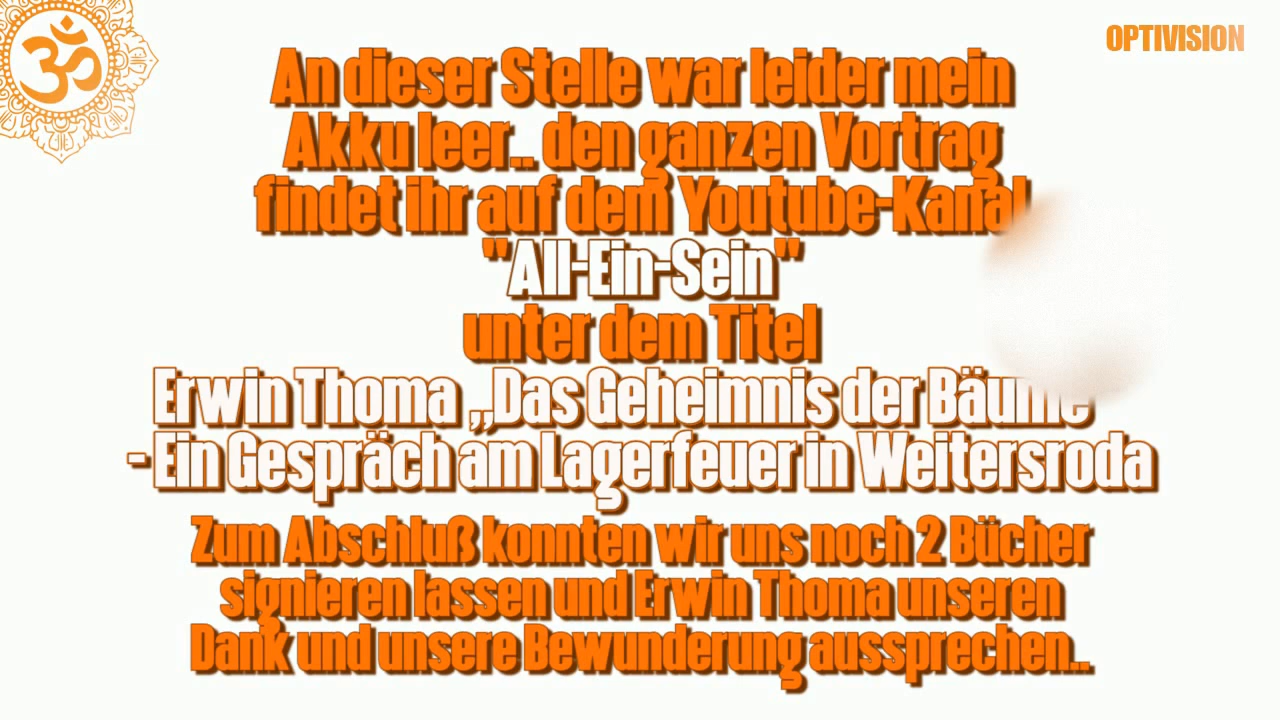 ॐ
OPTIVISION
An dieser Stelle war leider mein
Akku leer... den ganzen Vortrag
findet ihr auf dem Youtube-Kanal
"All-Ein-Sein"
unter dem Titel
Erwin Thoma „Das Geheimnis der Bäume
- Ein Gespräch am Lagerfeuer in Weitersroda
Zum Abschluß konnten wir uns noch 2 Bücher
signieren lassen und Erwin Thoma unseren
Dank und unsere Bewunderung aussprechen...